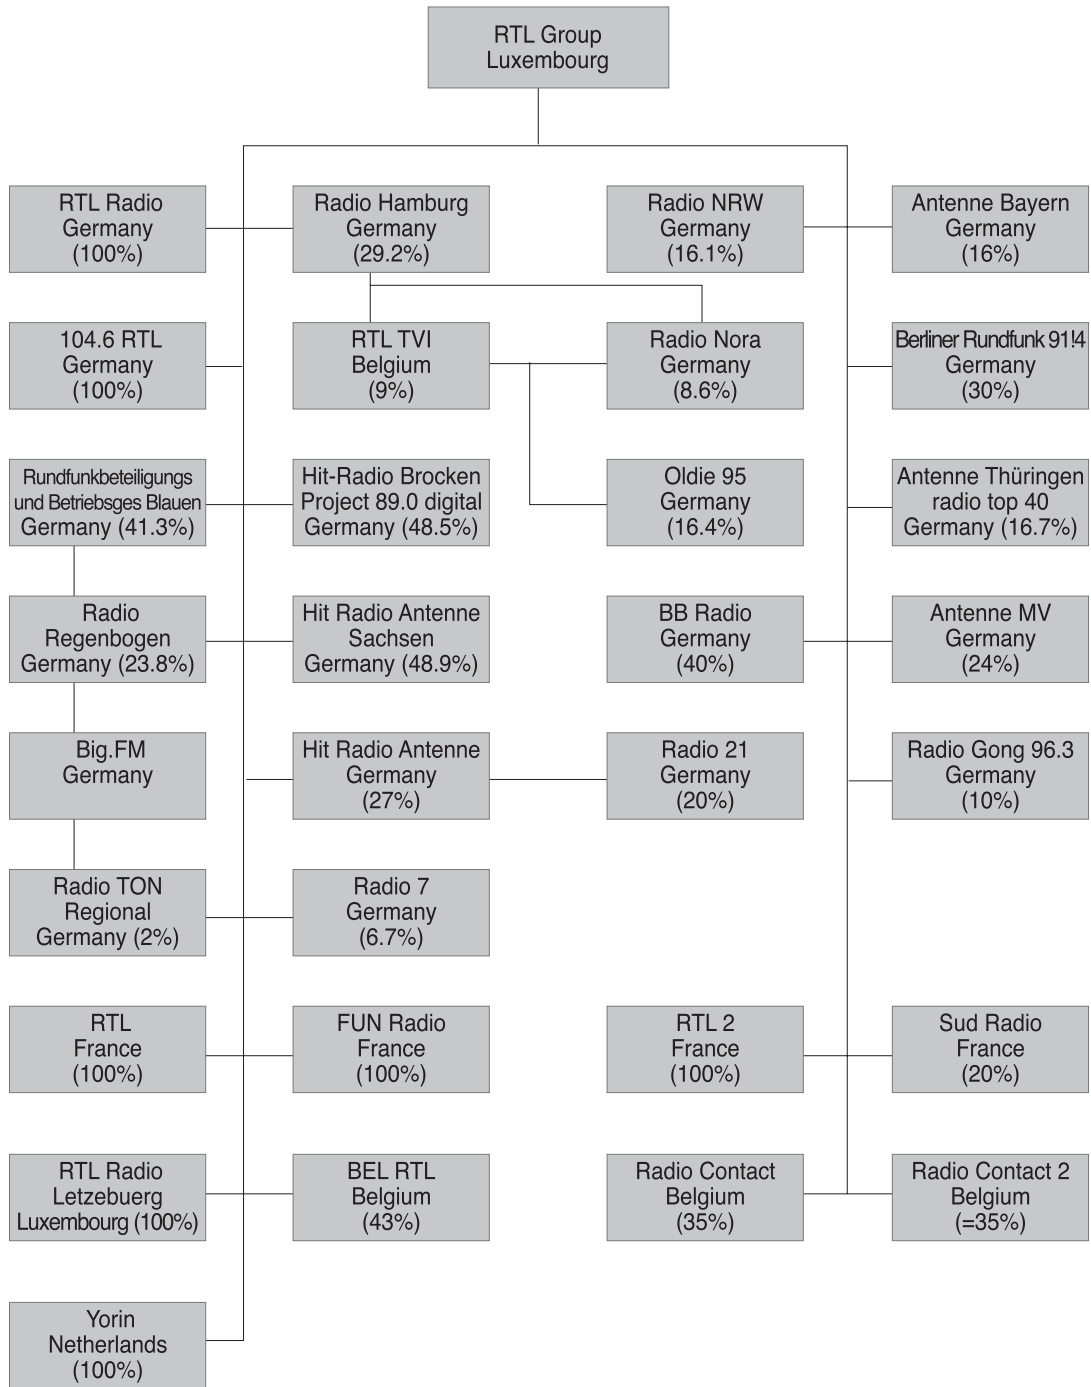 RTL Group
Luxembourg
RTL Radio
Germany
(100%)
Radio Hamburg
Germany
(29.2%)
Radio NRW
Germany
(16.1%)
Antenne Bayern
Germany
(16%)
104.6 RTL
Germany
(100%)
RTL TVI
Belgium
(9%)
Radio Nora
Germany
(8.6%)
Berliner Rundfunk 91!4
Germany
(30%)
Rundfunkbeteiligungs
und Betriebsges Blauen
Germany (41.3%)
Hit-Radio Brocken
Project 89.0 digital
Germany (48.5%)
Oldie 95
Germany
(16.4%)
Antenne Thüringen
radio top 40
Germany (16.7%)
Radio
Regenbogen
Germany (23.8%)
Hit Radio Antenne
Sachsen
Germany (48.9%)
BB Radio
Germany
(40%)
Antenne MV
Germany
(24%)
Big.FM
Germany
Hit Radio Antenne
Germany
(27%)
Radio 21
Germany
(20%)
Radio Gong 96.3
Germany
(10%)
Radio TON
Regional
Germany (2%)
Radio 7
Germany
(6.7%)
RTL
France
(100%)
FUN Radio
France
(100%)
RTL 2
France
(100%)
Sud Radio
France
(20%)
RTL Radio
Letzebuerg
Luxembourg (100%)
BEL RTL
Belgium
(43%)
Radio Contact
Belgium
(35%)
Radio Contact 2
Belgium
(=35%)
Yorin
Netherlands
(100%)